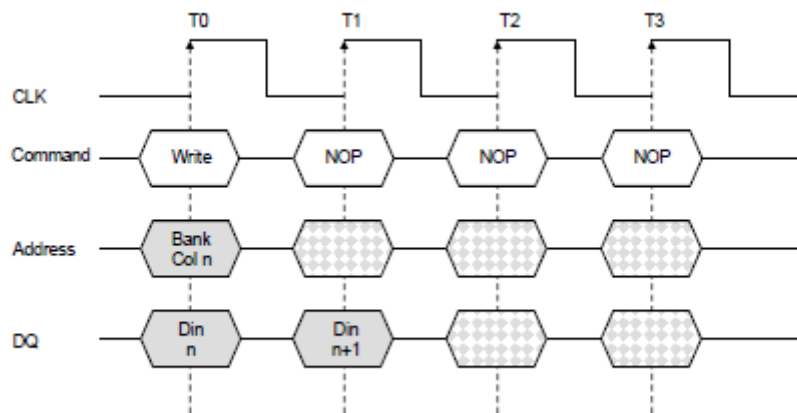 T0 T1 T2 T3
CLK
Command Write NOP NOP NOP
Address Bank Col n
DQ Din n Din n+1